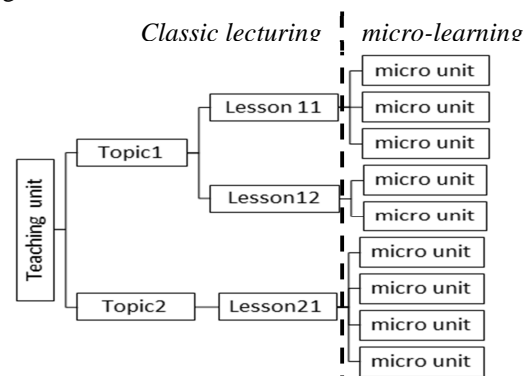 Classic lecturing
micro-learning
Teaching unit
Topic1
Lesson 11
micro unit
micro unit
micro unit
Lesson12
micro unit
micro unit
Topic2
Lesson21
micro unit
micro unit
micro unit
micro unit